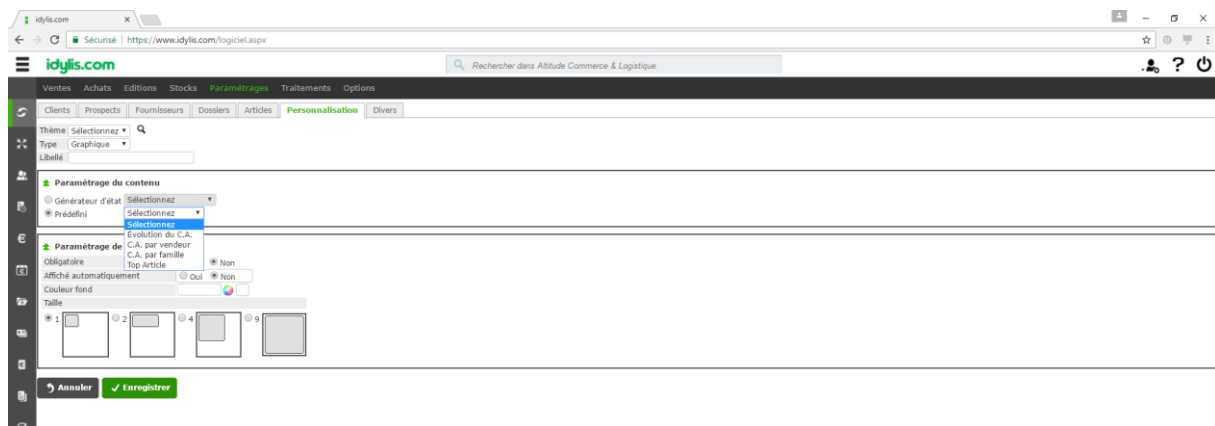 idylis.com
Sécurisé | https://www.idylis.com/logiciel.aspx
idylis.com
Rechercher dans Altitude Commerce & Logistique
?
Ventes Achats Editions Stocks Paramétrages Traitements Options
Clients Prospects Fournisseurs Dossiers Articles Personnalisation Divers
Thème Sélectionnez
Type Graphique
Libellé
Paramétrage du contenu
Générateur d'état Sélectionnez
Prédéfini Sélectionnez
Sélectionnez
Évolution du C.A.
C.A. par vendeur
C.A. par famille
Top Article
Paramétrage de
Obligatoire Non
Affiché automatiquement Oui Non
Couleur fond
Taille
1 2 4 9
Annuler Enregistrer